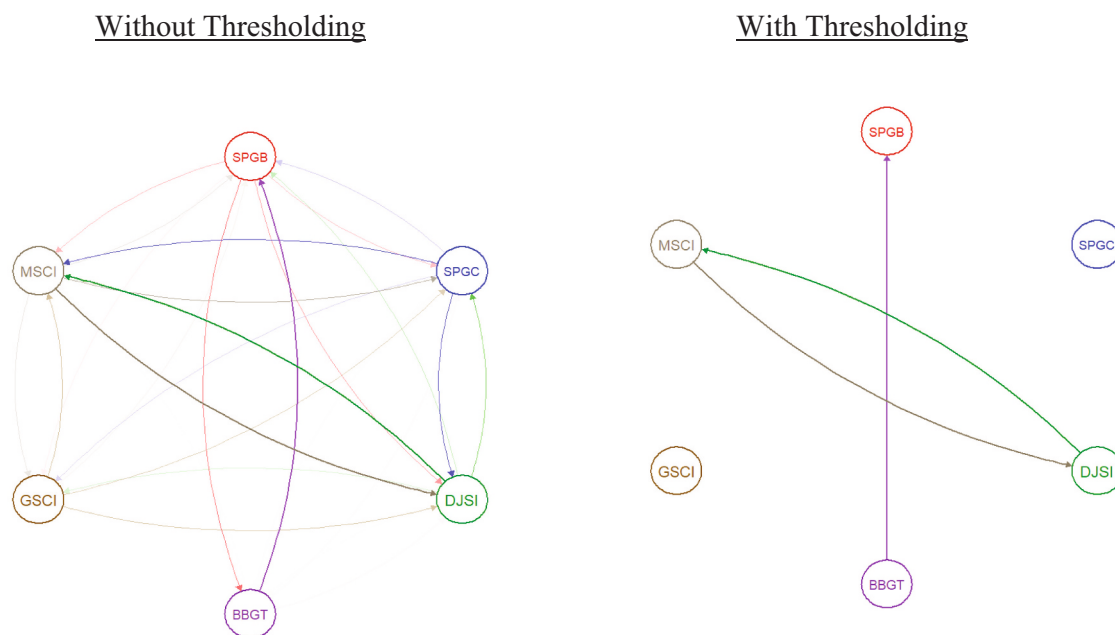 Without Thresholding
SPGB
MSCI
SPGC
GSCI
DJSI
BBGT
With Thresholding
SPGB
MSCI
SPGC
GSCI
DJSI
BBGT